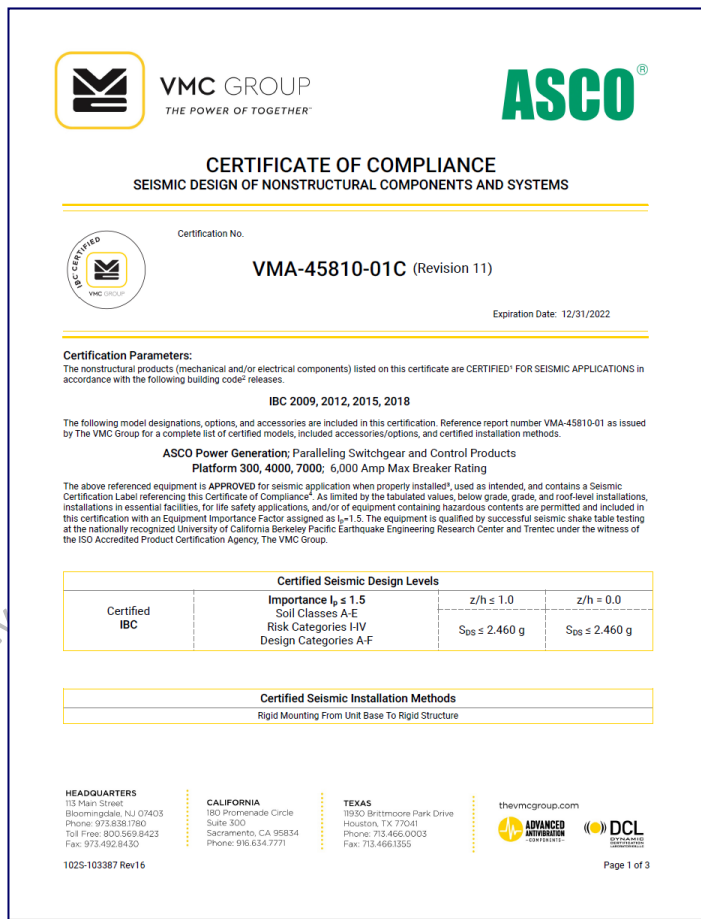 VMC GROUP
THE POWER OF TOGETHER™
ASCO®
CERTIFICATE OF COMPLIANCE
SEISMIC DESIGN OF NONSTRUCTURAL COMPONENTS AND SYSTEMS
IBC CERTIFIED
VMC GROUP
Certification No.
VMA-45810-01C (Revision 11)
Expiration Date: 12/31/2022
Certification Parameters:
The nonstructural products (mechanical and/or electrical components) listed on this certificate are CERTIFIED¹ FOR SEISMIC APPLICATIONS in
accordance with the following building code² releases.
IBC 2009, 2012, 2015, 2018
The following model designations, options, and accessories are included in this certification. Reference report number VMA-45810-01 as issued
by The VMC Group for a complete list of certified models, included accessories/options, and certified installation methods.
ASCO Power Generation; Paralleling Switchgear and Control Products
Platform 300, 4000, 7000; 6,000 Amp Max Breaker Rating
The above referenced equipment is APPROVED for seismic application when properly installed³, used as intended, and contains a Seismic
Certification Label referencing this Certificate of Compliance⁴. As limited by the tabulated values, below grade, grade, and roof-level installations,
installations in essential facilities, for life safety applications, and/or of equipment containing hazardous contents are permitted and included in
this certification with an Equipment Importance Factor assigned as Iₚ=1.5. The equipment is qualified by successful seismic shake table testing
at the nationally recognized University of California Berkeley Pacific Earthquake Engineering Research Center and Trentec under the witness of
the ISO Accredited Product Certification Agency, The VMC Group.
Certified Seismic Design Levels
Certified
IBC
Importance Iₚ ≤ 1.5
Soil Classes A-E
Risk Categories I-IV
Design Categories A-F
z/h ≤ 1.0
z/h = 0.0
S_DS ≤ 2.460 g
S_DS ≤ 2.460 g
Certified Seismic Installation Methods
Rigid Mounting From Unit Base To Rigid Structure
HEADQUARTERS
113 Main Street
Bloomingdale, NJ 07403
Phone: 973.838.1780
Toll Free: 800.569.8423
Fax: 973.492.8430
CALIFORNIA
180 Promenade Circle
Suite 300
Sacramento, CA 95834
Phone: 916.634.7771
TEXAS
11930 Brittmoore Park Drive
Houston, TX 77041
Phone: 713.466.0003
Fax: 713.466.1355
thevmcgroup.com
ADVANCED
ANTIVIBRATION
-COMPONENTS-
DCL
DYNAMIC
CERTIFICATION
102S-103387 Rev16
Page 1 of 3